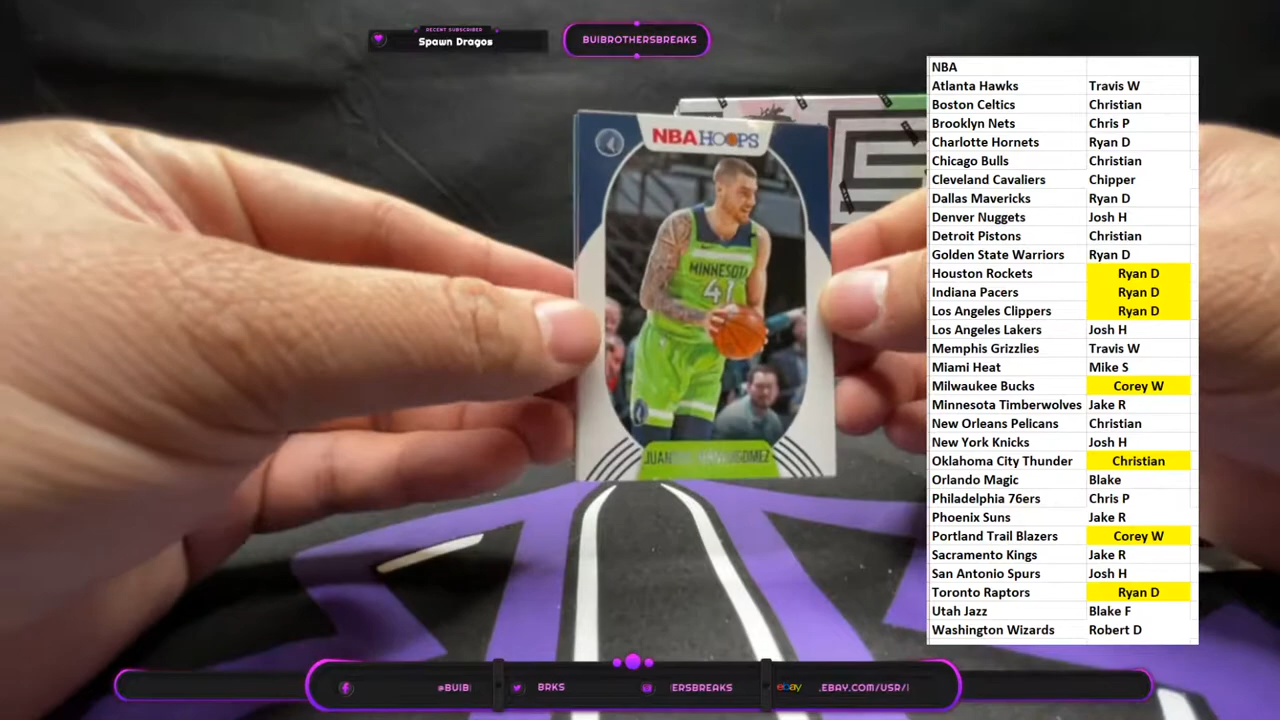 RECENT SUBSCRIBER
Spawn Dragos
BUIBROTHERSBREAKS
NBA HOOPS
MINNESOTA
41
NBA
Atlanta Hawks Travis W
Boston Celtics Christian
Brooklyn Nets Chris P
Charlotte Hornets Ryan D
Chicago Bulls Christian
Cleveland Cavaliers Chipper
Dallas Mavericks Ryan D
Denver Nuggets Josh H
Detroit Pistons Christian
Golden State Warriors Ryan D
Houston Rockets Ryan D
Indiana Pacers Ryan D
Los Angeles Clippers Ryan D
Los Angeles Lakers Josh H
Memphis Grizzlies Travis W
Miami Heat Mike S
Milwaukee Bucks Corey W
Minnesota Timberwolves Jake R
New Orleans Pelicans Christian
New York Knicks Josh H
Oklahoma City Thunder Christian
Orlando Magic Blake
Philadelphia 76ers Chris P
Phoenix Suns Jake R
Portland Trail Blazers Corey W
Sacramento Kings Jake R
San Antonio Spurs Josh H
Toronto Raptors Ryan D
Utah Jazz Blake F
Washington Wizards Robert D
@BUIB
BRKS
ERSBREAKS
ebay
.EBAY.COM/USR/